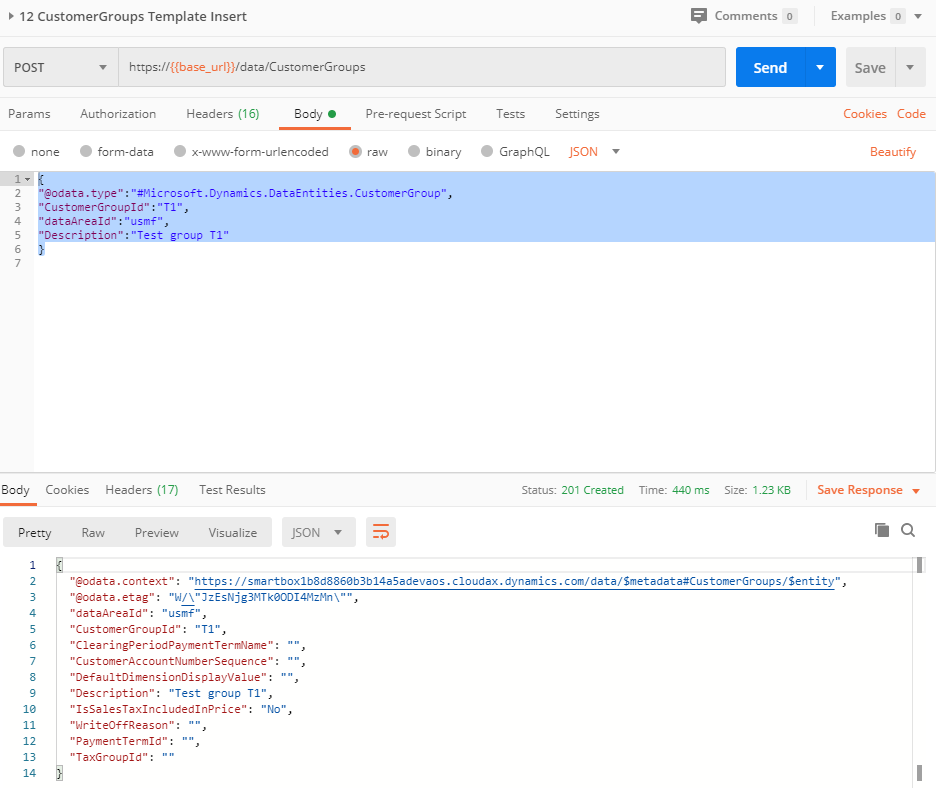 12 CustomerGroups Template Insert
Comments 0 Examples 0
POST https://{{base_url}}/data/CustomerGroups Send Save
Params Authorization Headers (16) Body Pre-request Script Tests Settings Cookies Code
none form-data x-www-form-urlencoded raw binary GraphQL JSON Beautify
1 {
2 "@odata.type":"#Microsoft.Dynamics.DataEntities.CustomerGroup",
3 "CustomerGroupId":"T1",
4 "dataAreaId":"usmf",
5 "Description":"Test group T1"
6 }
7
Body Cookies Headers (17) Test Results Status: 201 Created Time: 440 ms Size: 1.23 KB Save Response
Pretty Raw Preview Visualize JSON
1 {
2 "@odata.context": "https://smartbox1b8d8860b3b14a5adevaos.cloudax.dynamics.com/data/$metadata#CustomerGroups/$entity",
3 "@odata.etag": "W/\"JzEsNjg3MTk0ODI4MzMn\"",
4 "dataAreaId": "usmf",
5 "CustomerGroupId": "T1",
6 "ClearingPeriodPaymentTermName": "",
7 "CustomerAccountNumberSequence": "",
8 "DefaultDimensionDisplayValue": "",
9 "Description": "Test group T1",
10 "IsSalesTaxIncludedInPrice": "No",
11 "WriteOffReason": "",
12 "PaymentTermId": "",
13 "TaxGroupId": ""
14 }